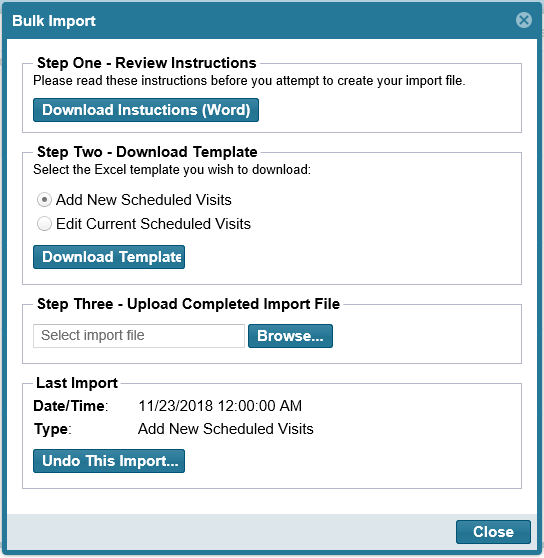 Bulk Import
Step One - Review Instructions
Please read these instructions before you attempt to create your import file.
Download Instuctions (Word)
Step Two - Download Template
Select the Excel template you wish to download:
Add New Scheduled Visits
Edit Current Scheduled Visits
Download Template
Step Three - Upload Completed Import File
Select import file Browse...
Last Import
Date/Time: 11/23/2018 12:00:00 AM
Type: Add New Scheduled Visits
Undo This Import...
Close